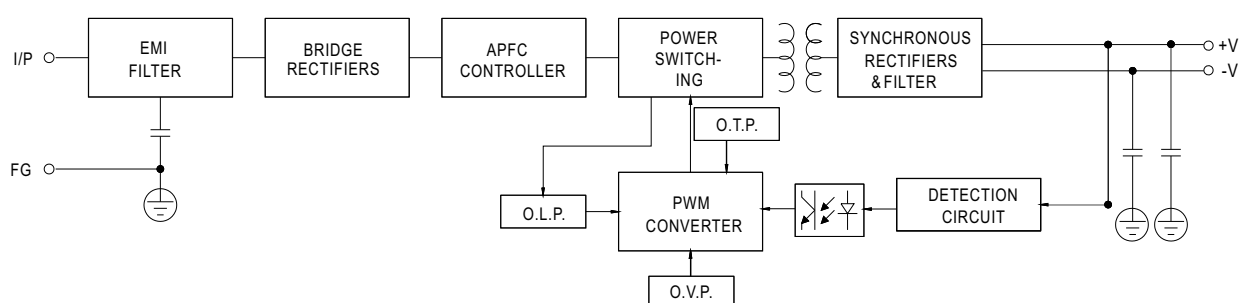 I/P
EMI
FILTER
BRIDGE
RECTIFIERS
APFC
CONTROLLER
POWER
SWITCH-
ING
SYNCHRONOUS
RECTIFIERS
& FILTER
+V
-V
O.T.P.
FG
O.L.P.
PWM
CONVERTER
DETECTION
CIRCUIT
O.V.P.